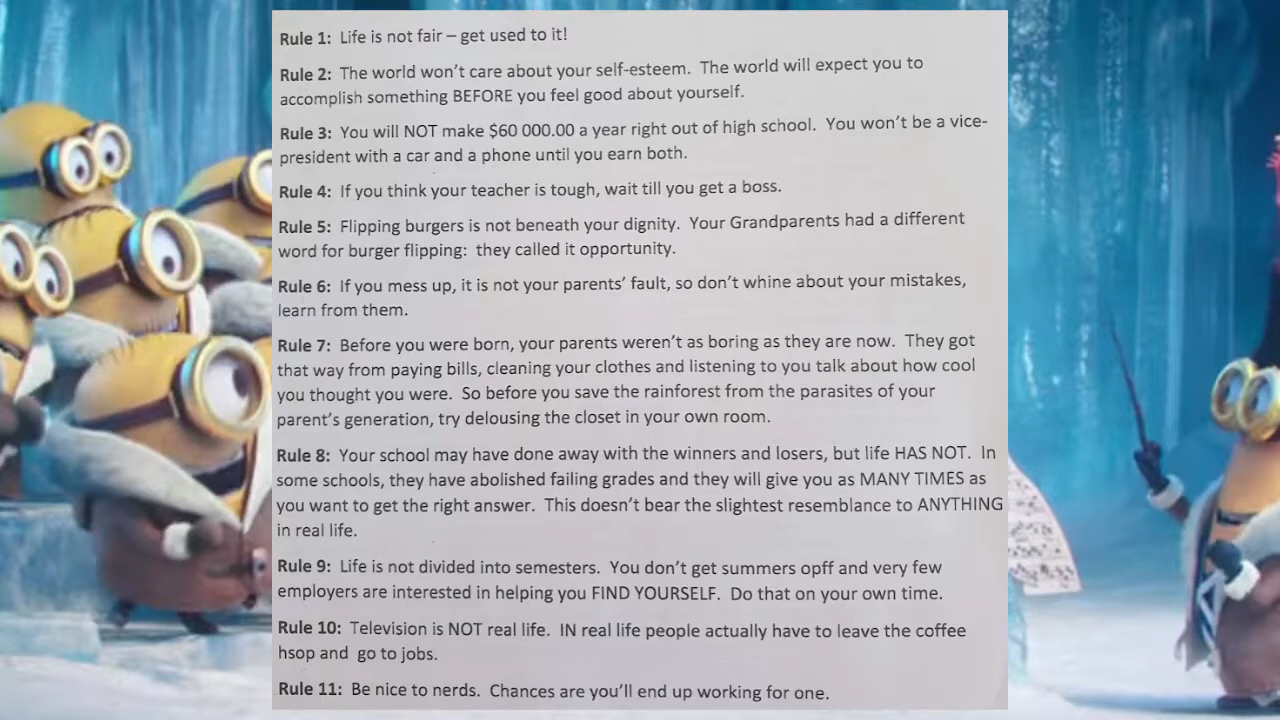 Rule 1: Life is not fair – get used to it!
Rule 2: The world won't care about your self-esteem. The world will expect you to
accomplish something BEFORE you feel good about yourself.
Rule 3: You will NOT make $60 000.00 a year right out of high school. You won't be a vice-
president with a car and a phone until you earn both.
Rule 4: If you think your teacher is tough, wait till you get a boss.
Rule 5: Flipping burgers is not beneath your dignity. Your Grandparents had a different
word for burger flipping: they called it opportunity.
Rule 6: If you mess up, it is not your parents' fault, so don't whine about your mistakes,
learn from them.
Rule 7: Before you were born, your parents weren't as boring as they are now. They got
that way from paying bills, cleaning your clothes and listening to you talk about how cool
you thought you were. So before you save the rainforest from the parasites of your
parent's generation, try delousing the closet in your own room.
Rule 8: Your school may have done away with the winners and losers, but life HAS NOT. In
some schools, they have abolished failing grades and they will give you as MANY TIMES as
you want to get the right answer. This doesn't bear the slightest resemblance to ANYTHING
in real life.
Rule 9: Life is not divided into semesters. You don't get summers opff and very few
employers are interested in helping you FIND YOURSELF. Do that on your own time.
Rule 10: Television is NOT real life. IN real life people actually have to leave the coffee
hsop and go to jobs.
Rule 11: Be nice to nerds. Chances are you'll end up working for one.